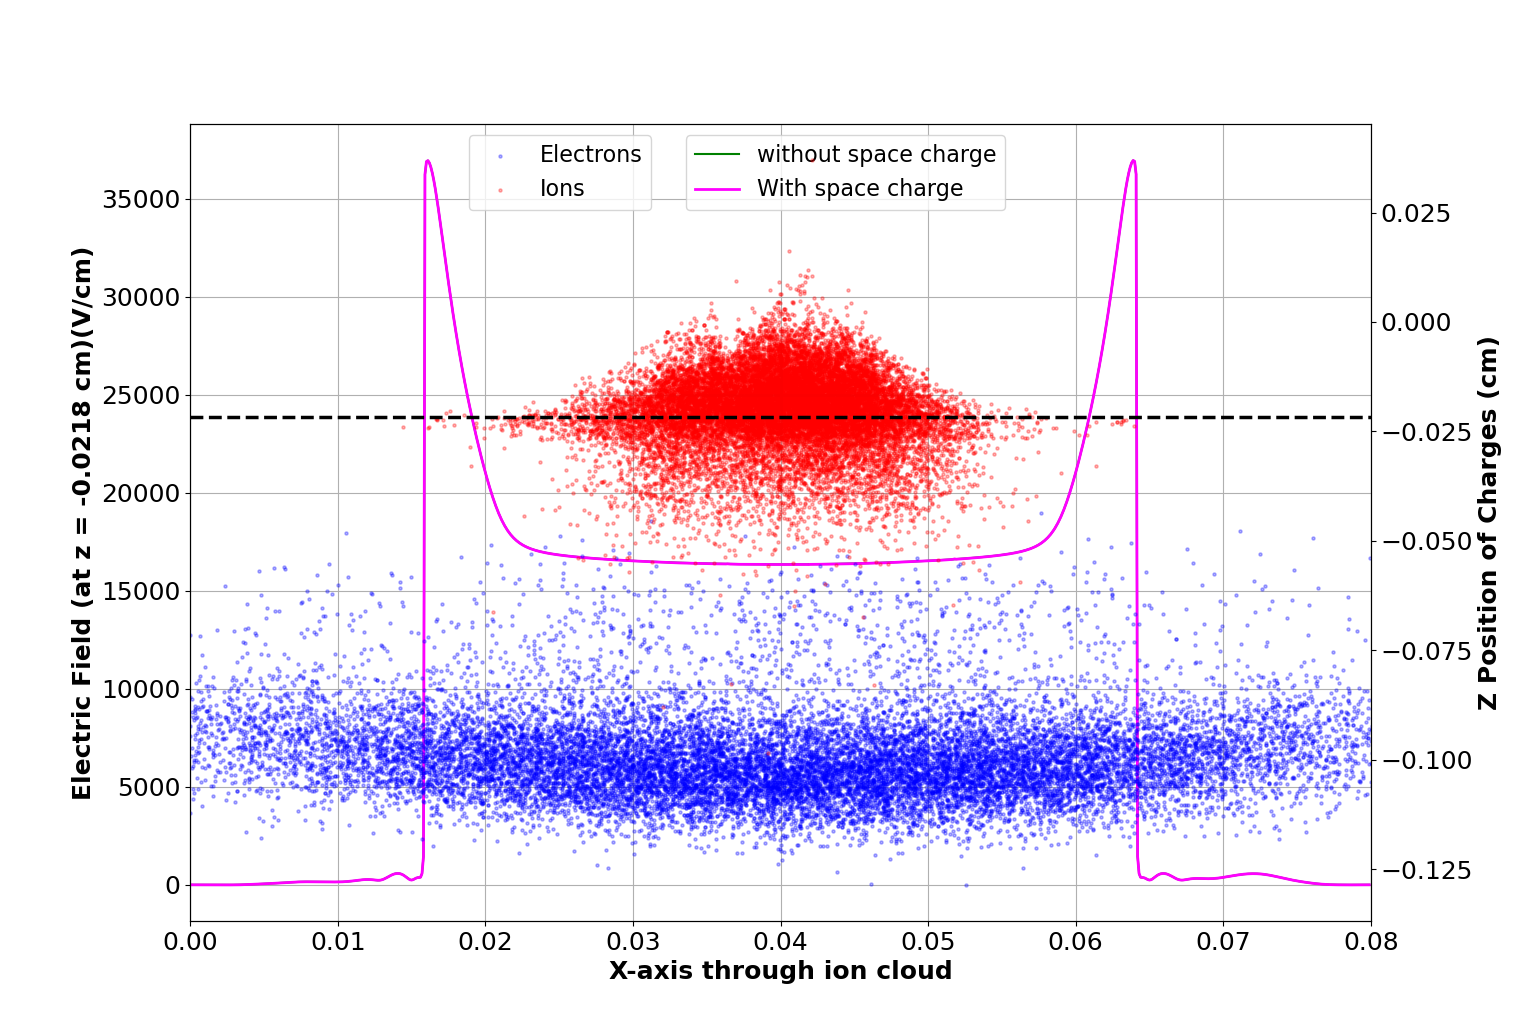 Electrons
Ions
without space charge
With space charge
Electric Field (at z = -0.0218 cm)(V/cm)
35000
30000
25000
20000
15000
10000
5000
0
0.025
0.000
−0.025
−0.050
−0.075
−0.100
−0.125
Z Position of Charges (cm)
0.00 0.01 0.02 0.03 0.04 0.05 0.06 0.07 0.08
X-axis through ion cloud